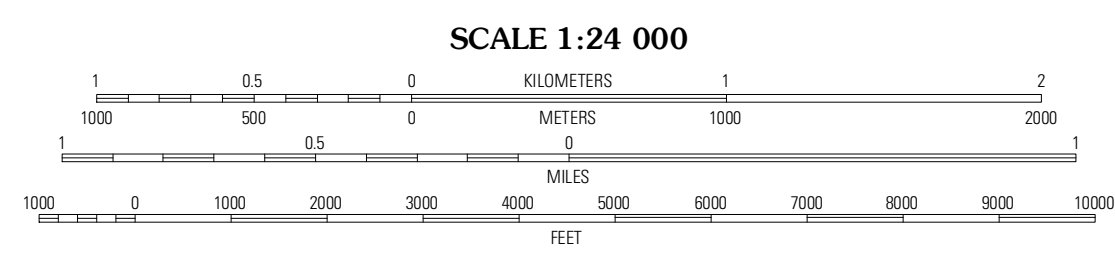 SCALE 1:24 000
1 0.5 0 KILOMETERS 1 2
1000 500 0 METERS 1000 2000
1 0.5 0 1
MILES
1000 0 1000 2000 3000 4000 5000 6000 7000 8000 9000 10000
FEET